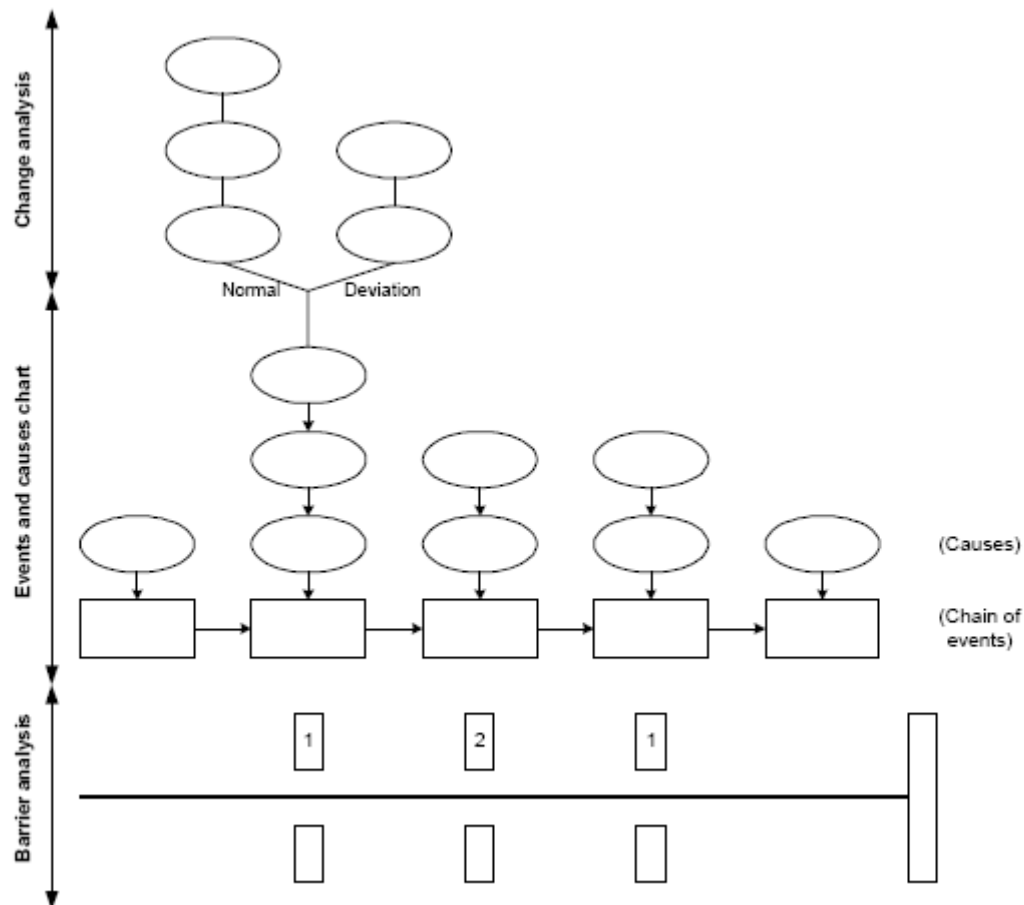 Change analysis
Normal
Deviation
Events and causes chart
(Causes)
(Chain of
events)
Barrier analysis
1
2
1